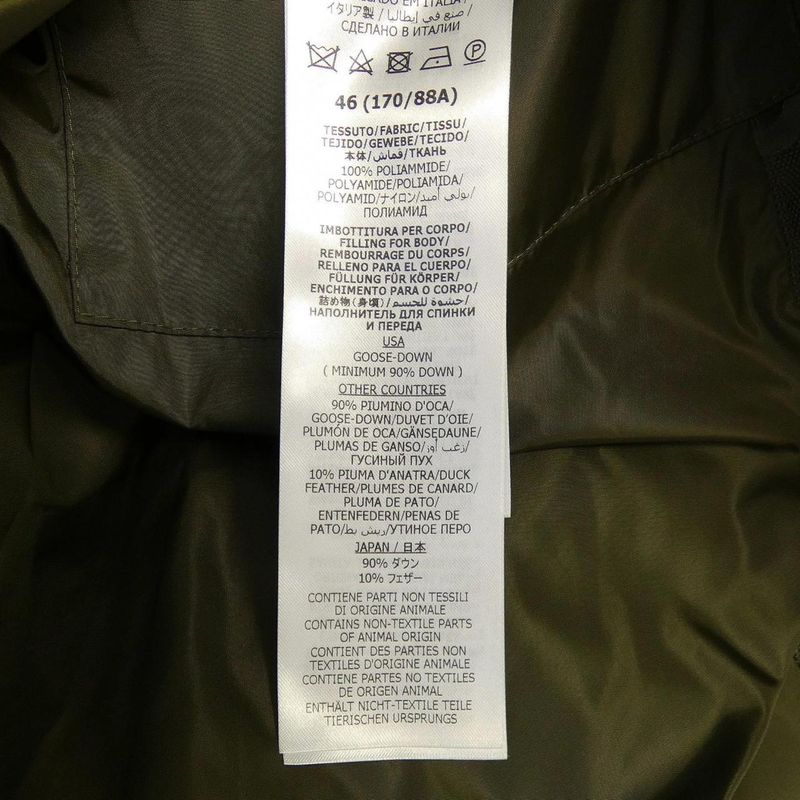 EM ITALIA/
イタリア製 / صنع في إيطاليا /
СДЕЛАНО В ИТАЛИИ
P
46 (170/88A)
TESSUTO/FABRIC/TISSU/
TEJIDO/GEWEBE/TECIDO/
本体/قماش/ТКАНЬ
100% POLIAMMIDE/
POLYAMIDE/POLIAMIDA/
POLYAMID/ナイロン/بولي أميد/
ПОЛИАМИД
IMBOTTITURA PER CORPO/
FILLING FOR BODY/
REMBOURRAGE DU CORPS/
RELLENO PARA EL CUERPO/
FÜLLUNG FÜR KÖRPER/
ENCHIMENTO PARA O CORPO/
詰め物(身頃)/حشوة للجسم/
НАПОЛНИТЕЛЬ ДЛЯ СПИНКИ
И ПЕРЕДА
USA
GOOSE-DOWN
( MINIMUM 90% DOWN )
OTHER COUNTRIES
90% PIUMINO D'OCA/
GOOSE-DOWN/DUVET D'OIE/
PLUMÓN DE OCA/GÄNSEDAUNE/
PLUMAS DE GANSO/زغب أوز/
ГУСИНЫЙ ПУХ
10% PIUMA D'ANATRA/DUCK
FEATHER/PLUMES DE CANARD/
PLUMA DE PATO/
ENTENFEDERN/PENAS DE
PATO/ريش بط/УТИНОЕ ПЕРО
JAPAN / 日本
90% ダウン
10% フェザー
CONTIENE PARTI NON TESSILI
DI ORIGINE ANIMALE
CONTAINS NON-TEXTILE PARTS
OF ANIMAL ORIGIN
CONTIENT DES PARTIES NON
TEXTILES D'ORIGINE ANIMALE
CONTIENE PARTES NO TEXTILES
DE ORIGEN ANIMAL
ENTHÄLT NICHT-TEXTILE TEILE
TIERISCHEN URSPRUNGS